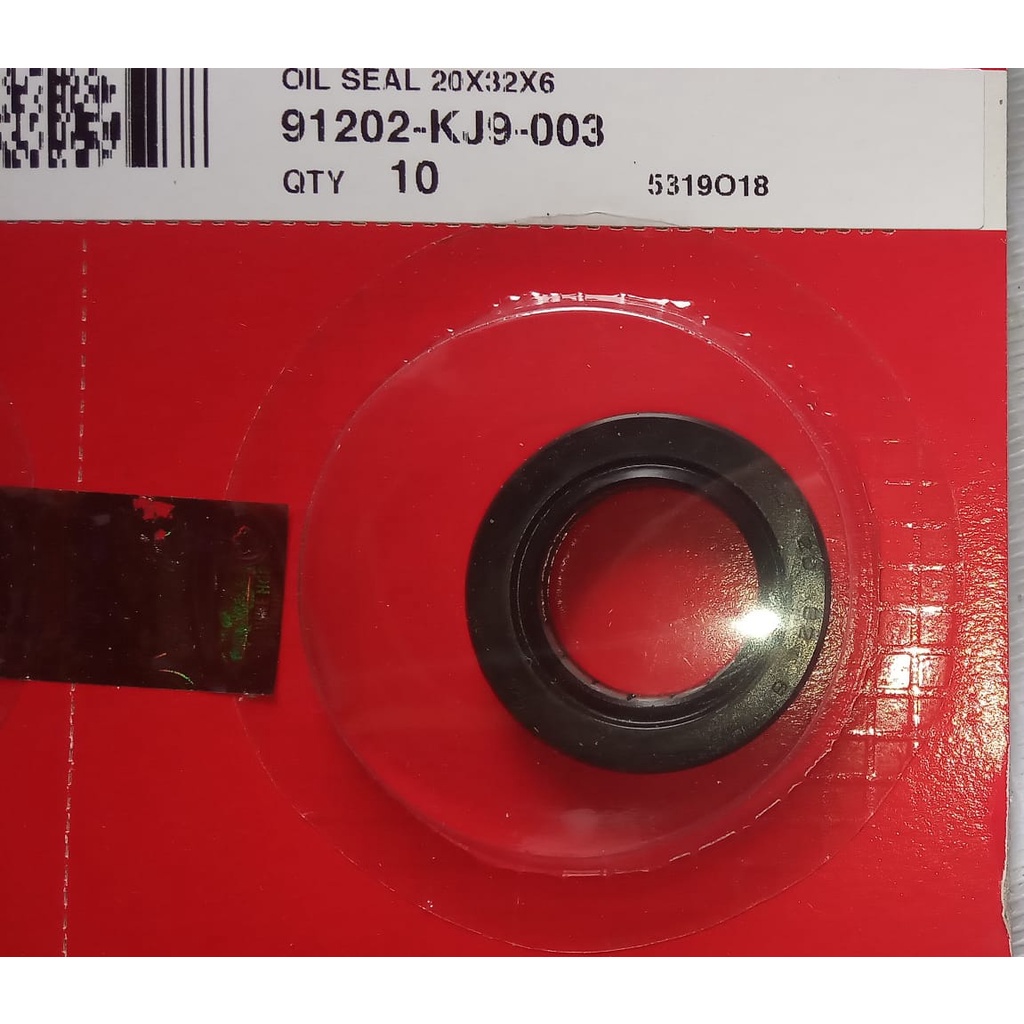 OIL SEAL 20X32X6
91202-KJ9-003
QTY 10 5319O18